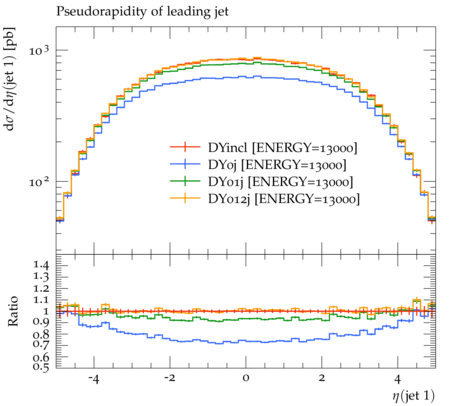 Pseudorapidity of leading jet
dσ/dη(jet 1) [pb]
10³
10²
DYincl [ENERGY=13000]
DY0j [ENERGY=13000]
DY01j [ENERGY=13000]
DY012j [ENERGY=13000]
Ratio
1.4
1.3
1.2
1.1
1
0.9
0.8
0.7
0.6
0.5
-4 -2 0 2 4
η(jet 1)